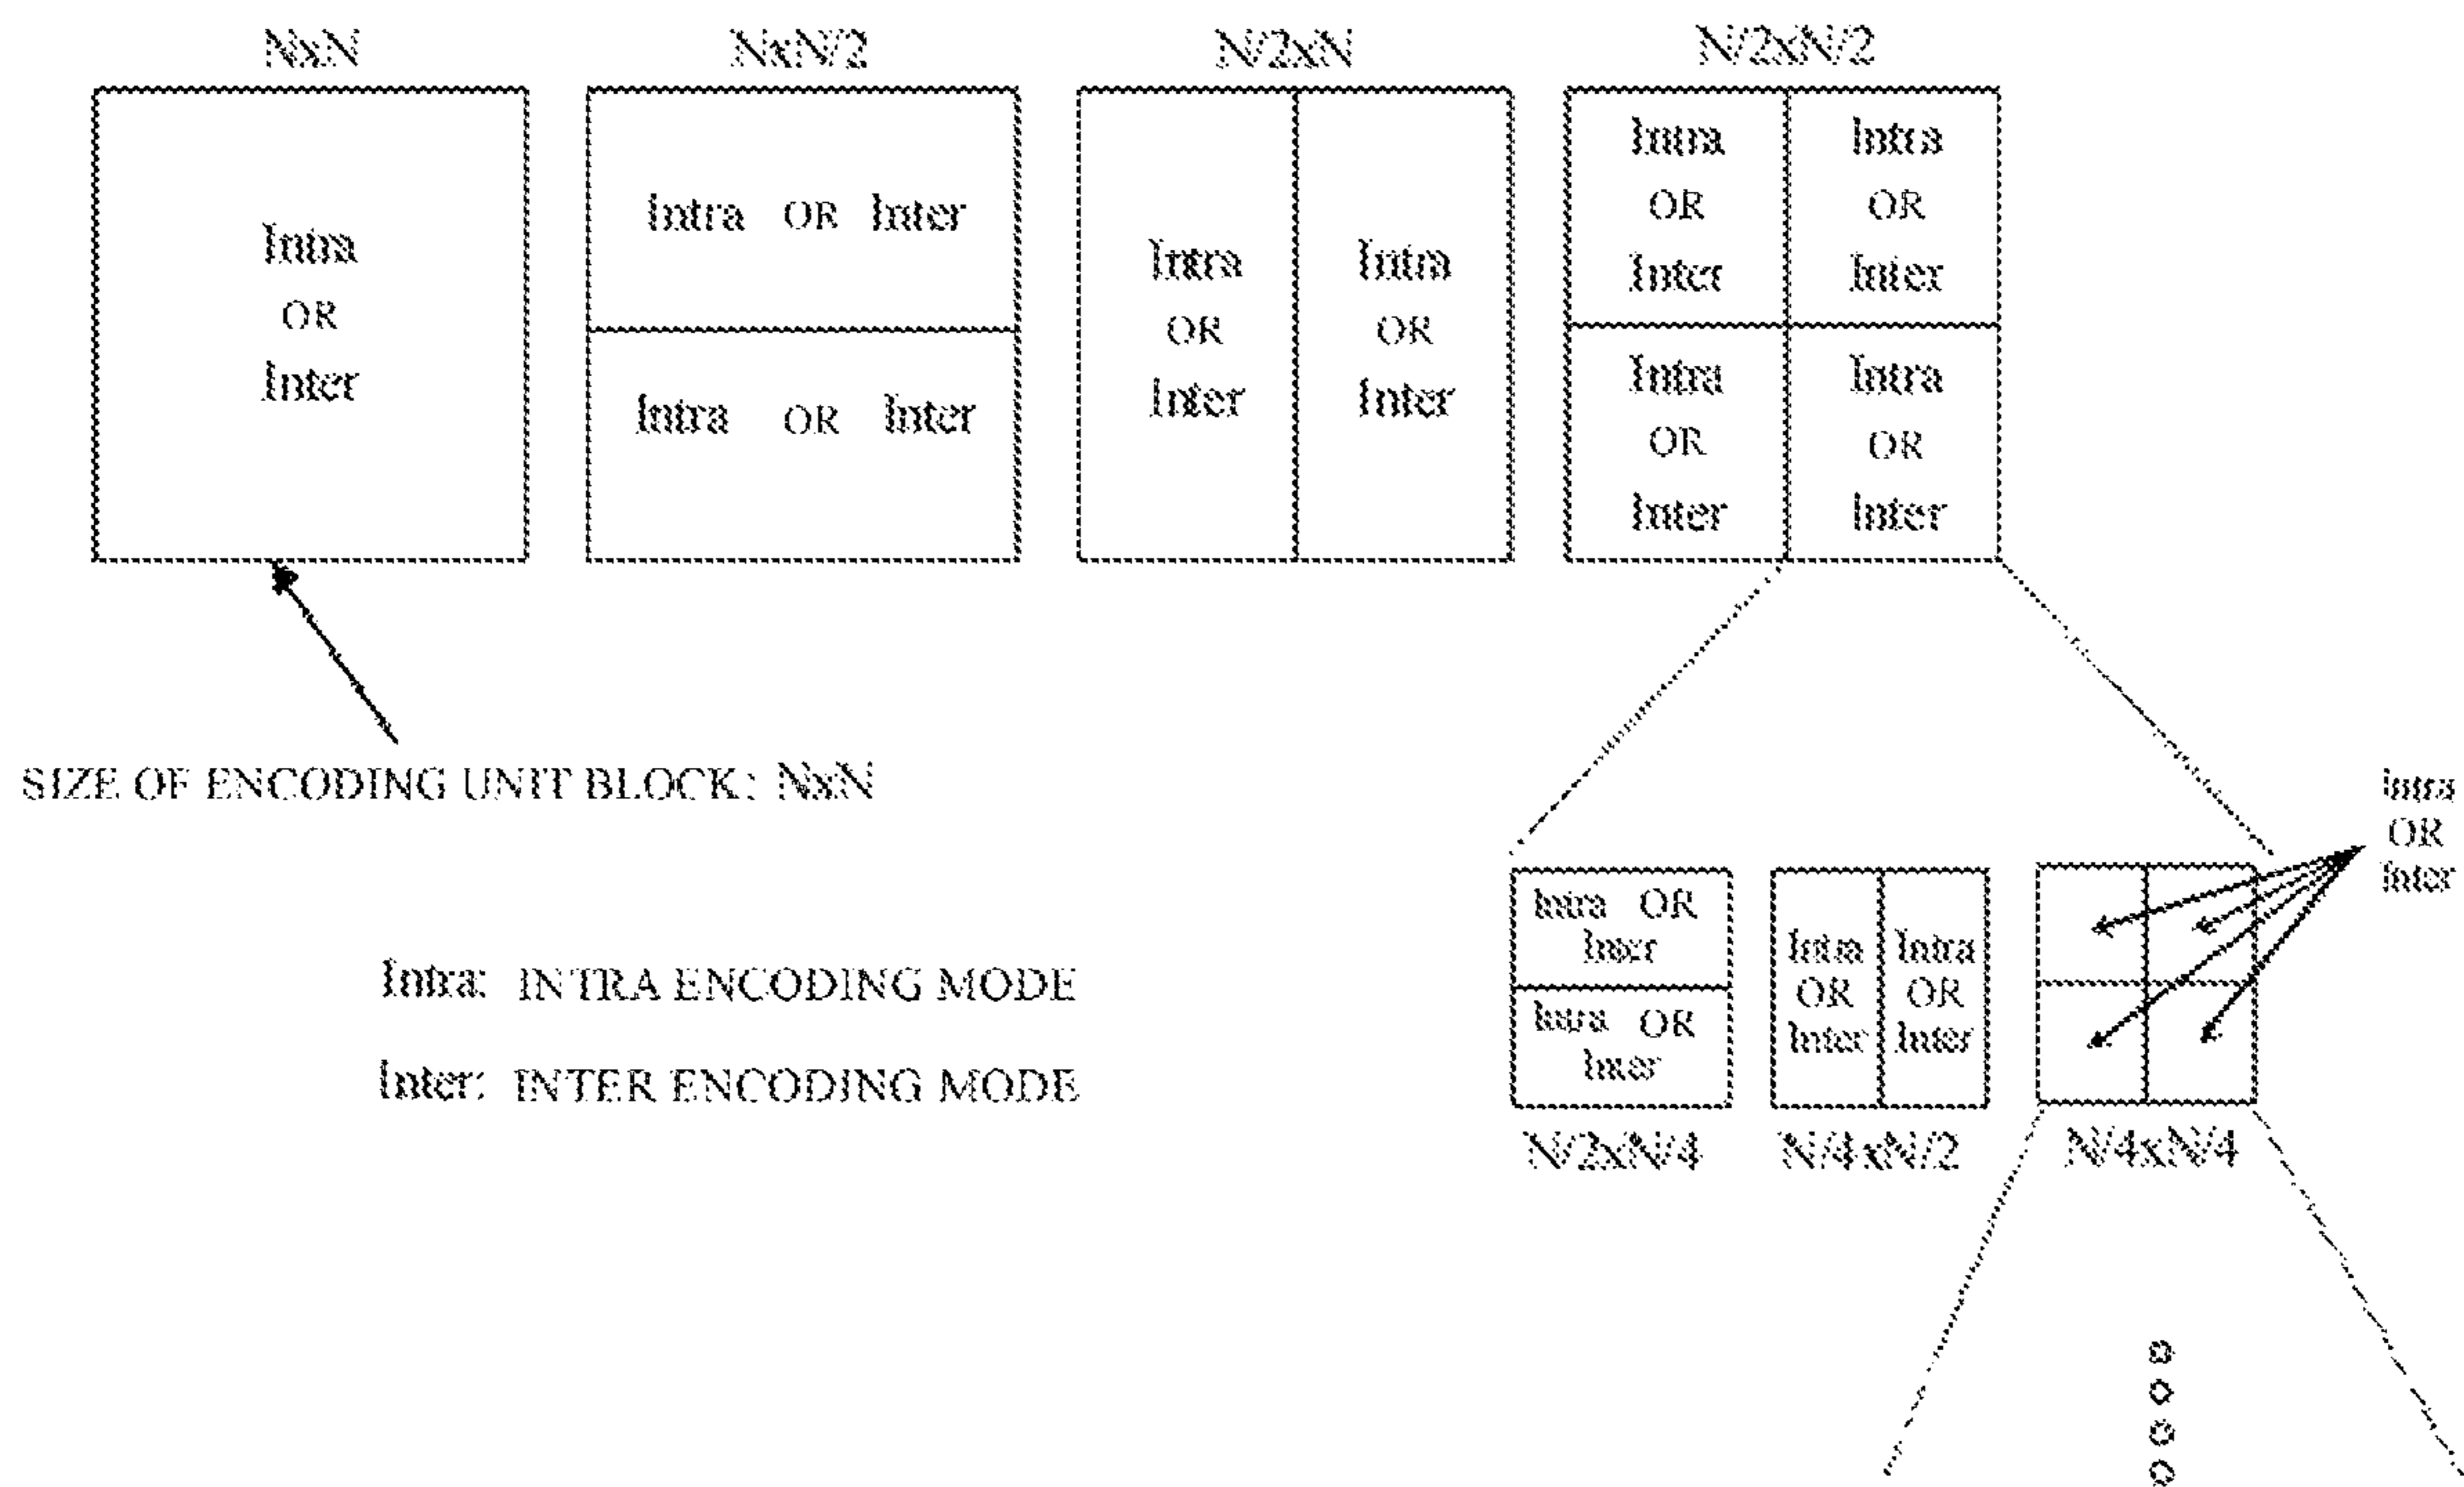 NxN
NxN/2
N/2xN
N/2xN/2
Intra
OR
Inter
Intra OR Inter
Intra OR Inter
Intra
OR
Inter
Intra
OR
Inter
Intra
OR
Inter
Intra
OR
Inter
Intra
OR
Inter
Intra
OR
Inter
SIZE OF ENCODING UNIT BLOCK: NxN
Intra
OR
Inter
Intra OR
Inter
Intra OR
Inter
Intra
OR
Inter
Intra
OR
Inter
N/2xN/4
N/4xN/2
N/4xN/4
Intra: INTRA ENCODING MODE
Inter: INTER ENCODING MODE